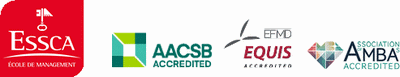 ESSCA
ÉCOLE DE MANAGEMENT
AACSB
ACCREDITED
EFMD
EQUIS
ACCREDITED
ASSOCIATION
AMBA's
ACCREDITED